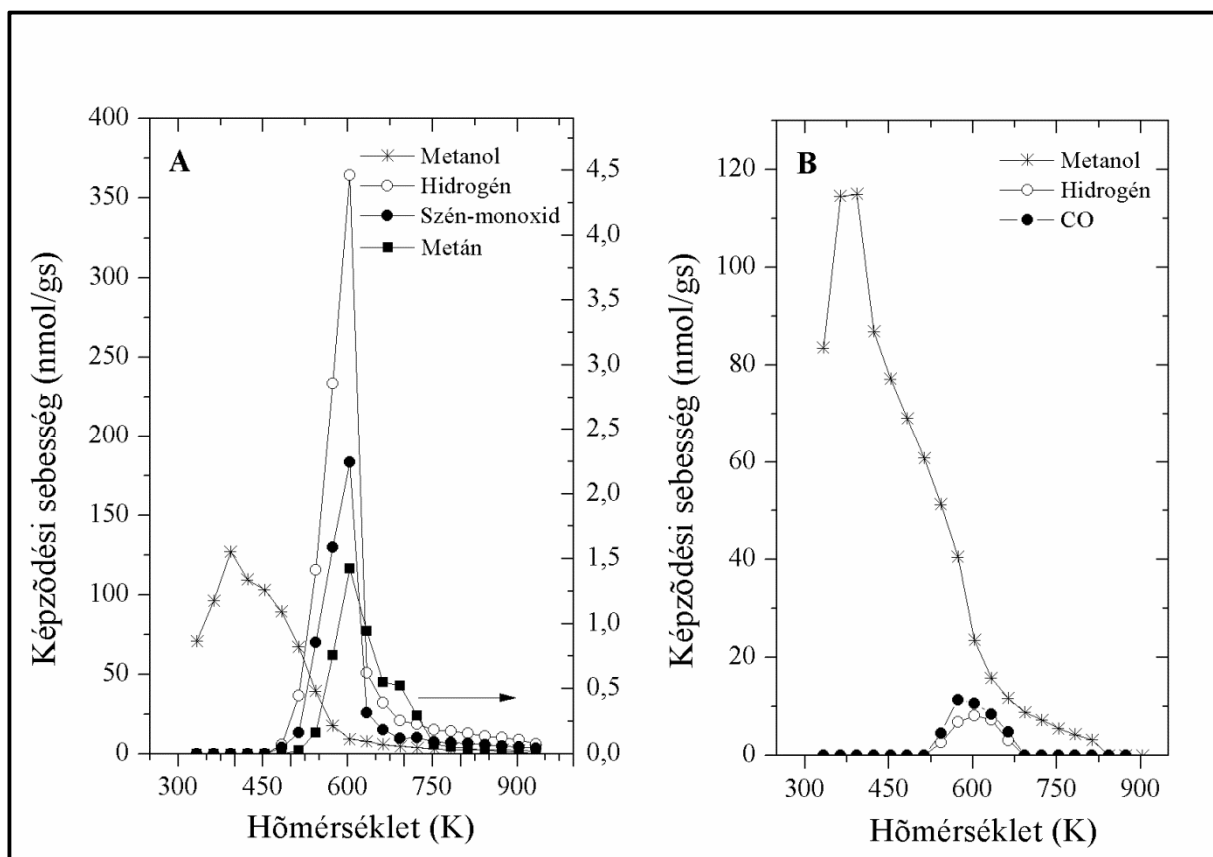 A
Metanol
Hidrogén
Szén-monoxid
Metán
400
350
300
250
200
150
100
50
0
4,5
4,0
3,5
3,0
2,5
2,0
1,5
1,0
0,5
0,0
300 450 600 750 900
Képzõdési sebesség (nmol/gs)
Hõmérséklet (K)
B
Metanol
Hidrogén
CO
120
100
80
60
40
20
0
300 450 600 750 900
Képzõdési sebesség (nmol/gs)
Hõmérséklet (K)